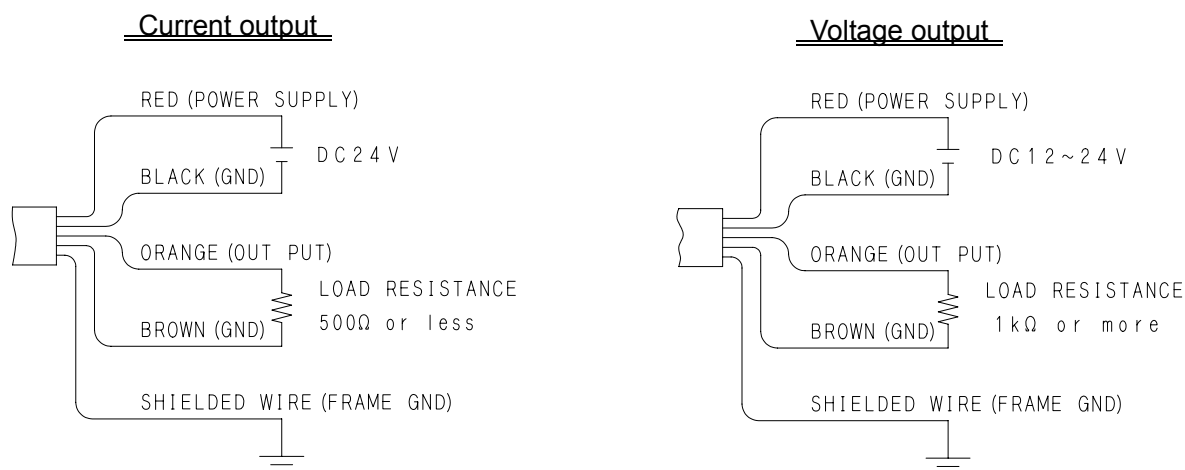 Current output
RED (POWER SUPPLY)
DC24V
BLACK (GND)
ORANGE (OUT PUT)
LOAD RESISTANCE
500Ω or less
BROWN (GND)
SHIELDED WIRE (FRAME GND)
Voltage output
RED (POWER SUPPLY)
DC12~24V
BLACK (GND)
ORANGE (OUT PUT)
LOAD RESISTANCE
1kΩ or more
BROWN (GND)
SHIELDED WIRE (FRAME GND)